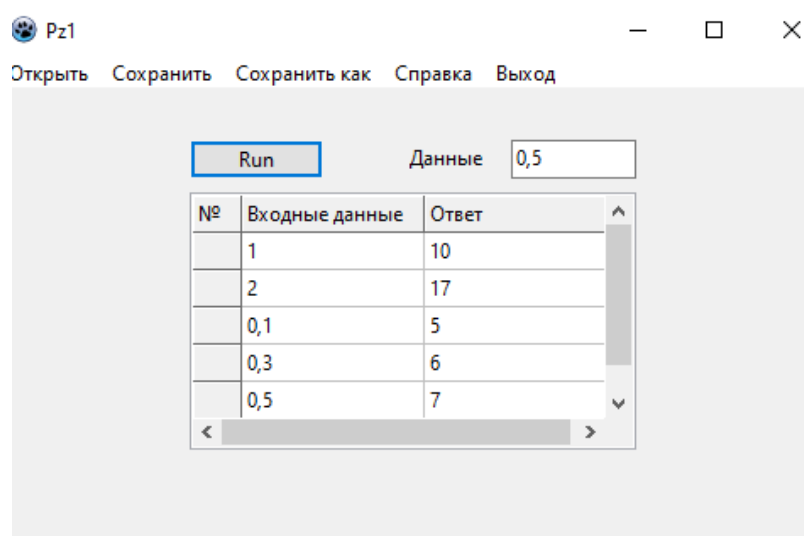 Pz1
Открыть Сохранить Сохранить как Справка Выход
Run Данные 0,5
№ Входные данные Ответ
1 10
2 17
0,1 5
0,3 6
0,5 7